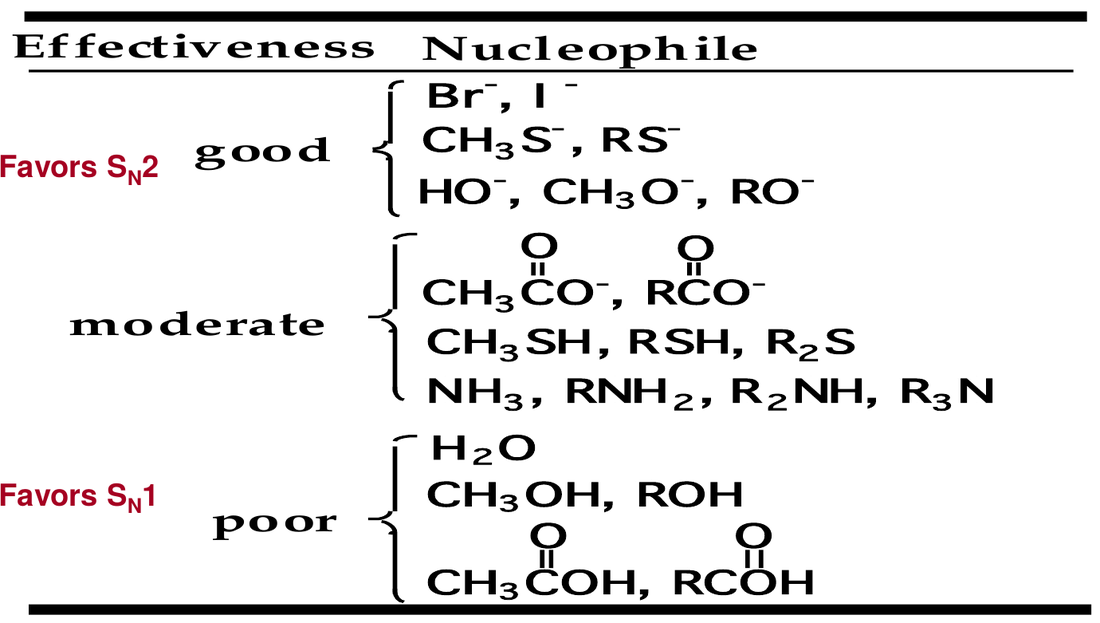 Effectiveness Nucleophile
Br⁻, I⁻
CH₃S⁻, RS⁻
Favors Sₙ2 good
HO⁻, CH₃O⁻, RO⁻
O O
CH₃CO⁻, RCO⁻
moderate
CH₃SH, RSH, R₂S
NH₃, RNH₂, R₂NH, R₃N
H₂O
CH₃OH, ROH
Favors Sₙ1 poor
O O
CH₃COH, RCOH